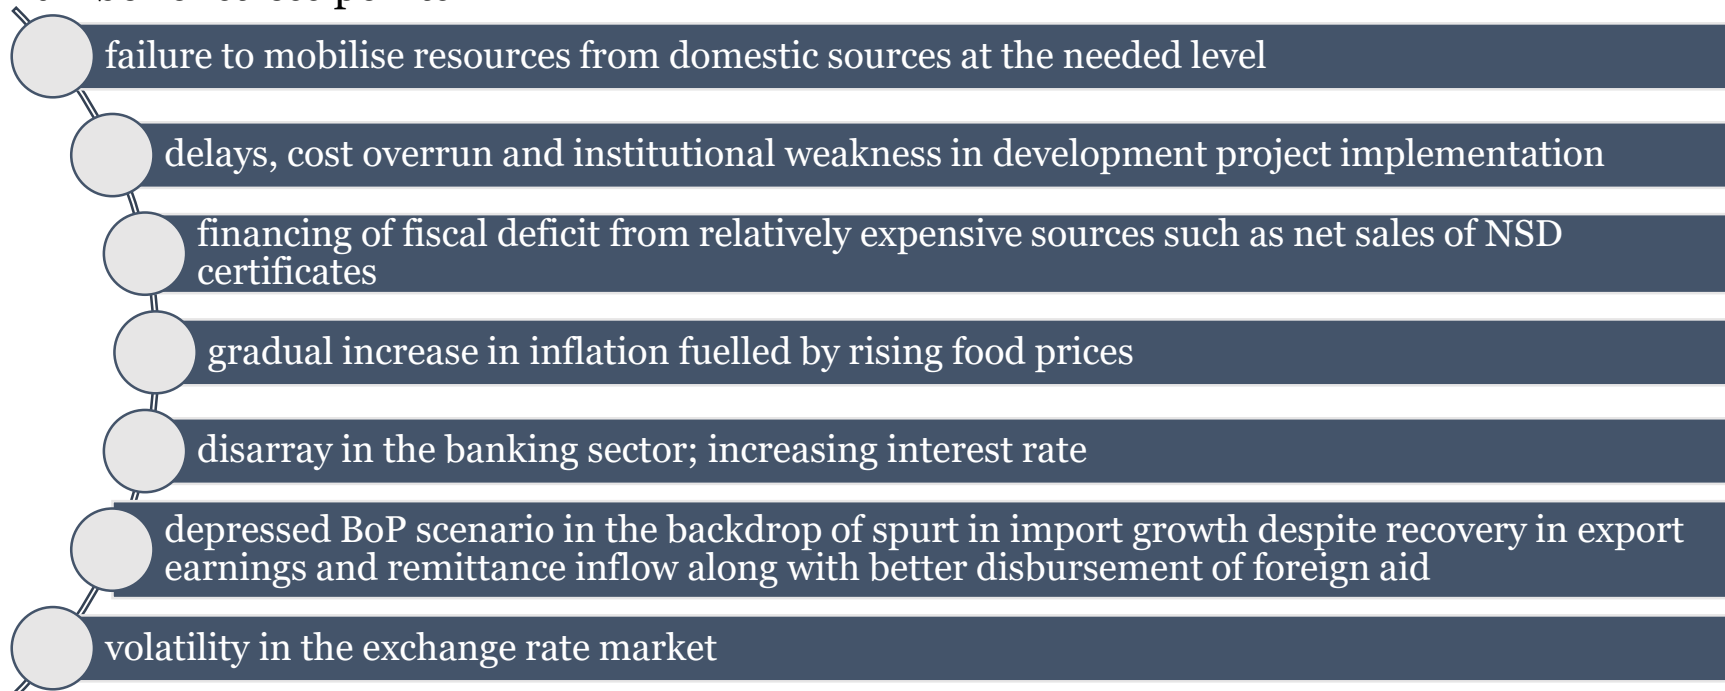 failure to mobilise resources from domestic sources at the needed level
delays, cost overrun and institutional weakness in development project implementation
financing of fiscal deficit from relatively expensive sources such as net sales of NSD
certificates
gradual increase in inflation fuelled by rising food prices
disarray in the banking sector; increasing interest rate
depressed BoP scenario in the backdrop of spurt in import growth despite recovery in export
earnings and remittance inflow along with better disbursement of foreign aid
volatility in the exchange rate market